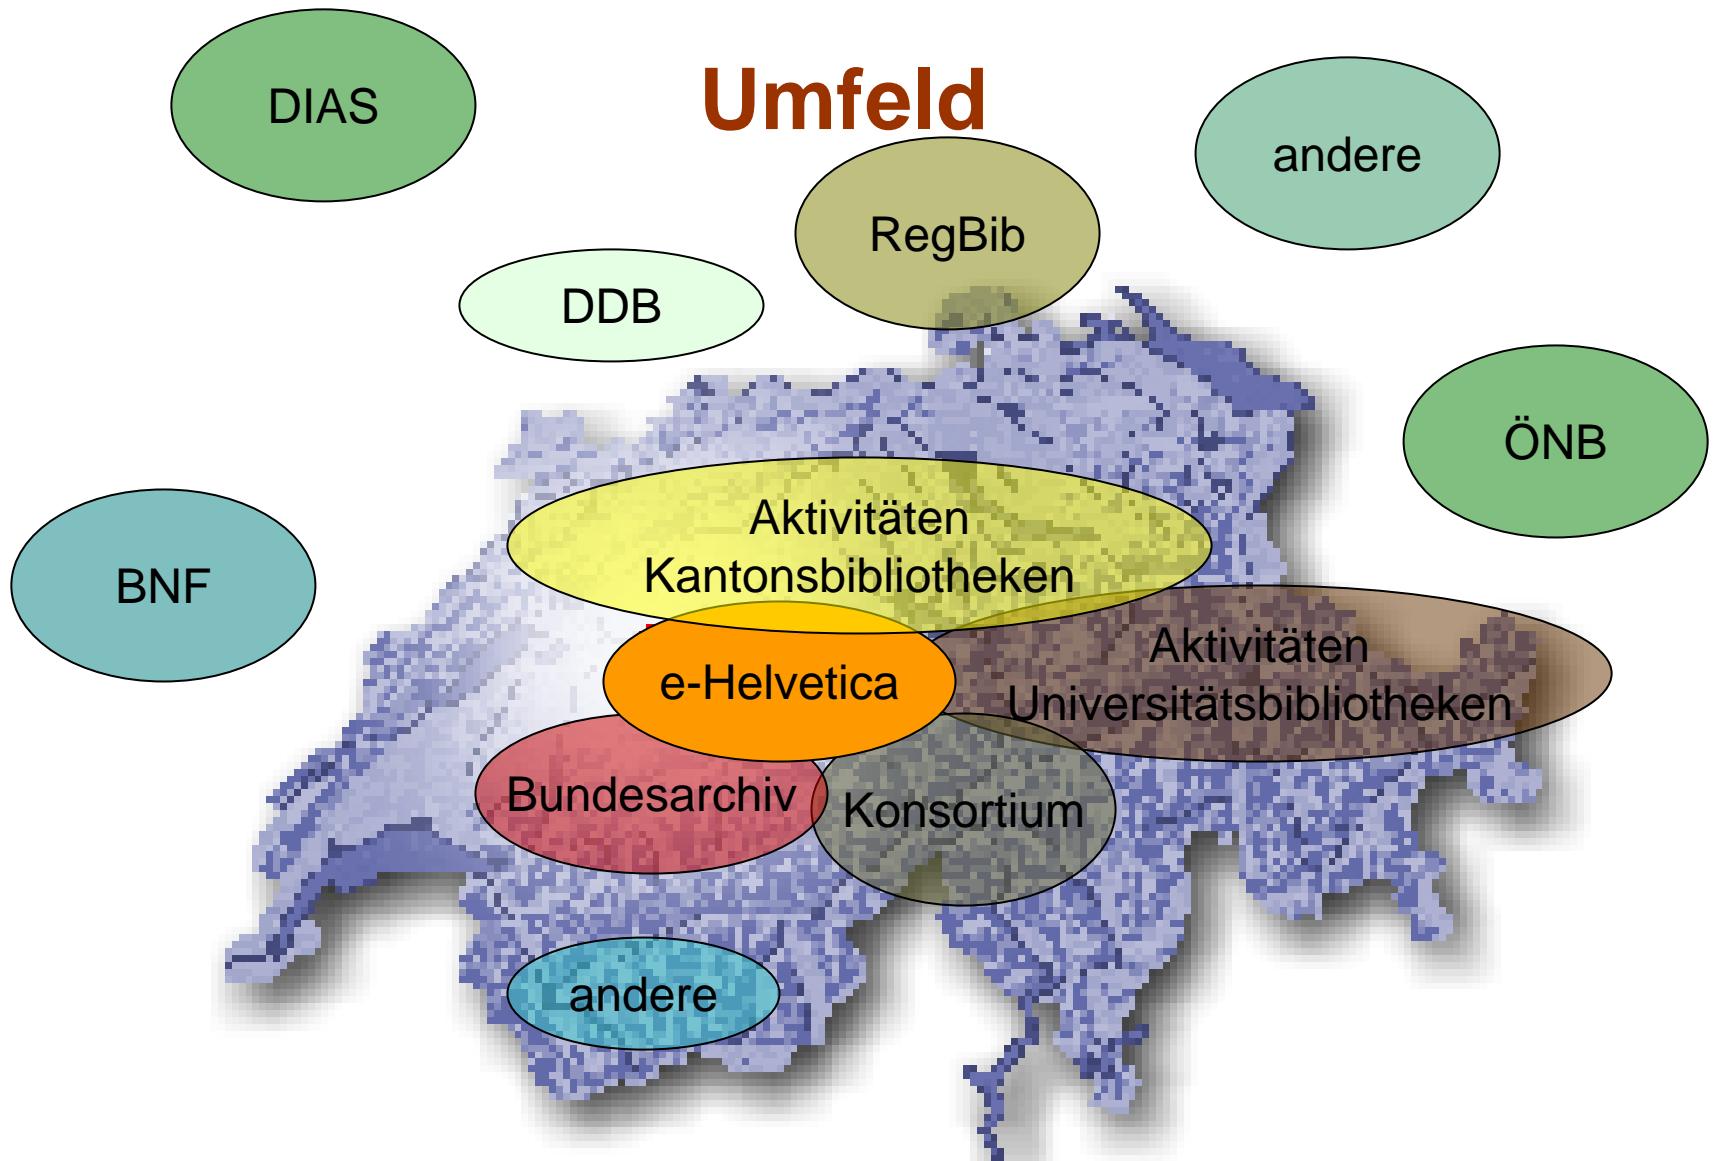 Umfeld
DIAS
andere
RegBib
DDB
ÖNB
BNF
Aktivitäten
Kantonsbibliotheken
Aktivitäten
Universitätsbibliotheken
e-Helvetica
Bundesarchiv
Konsortium
andere